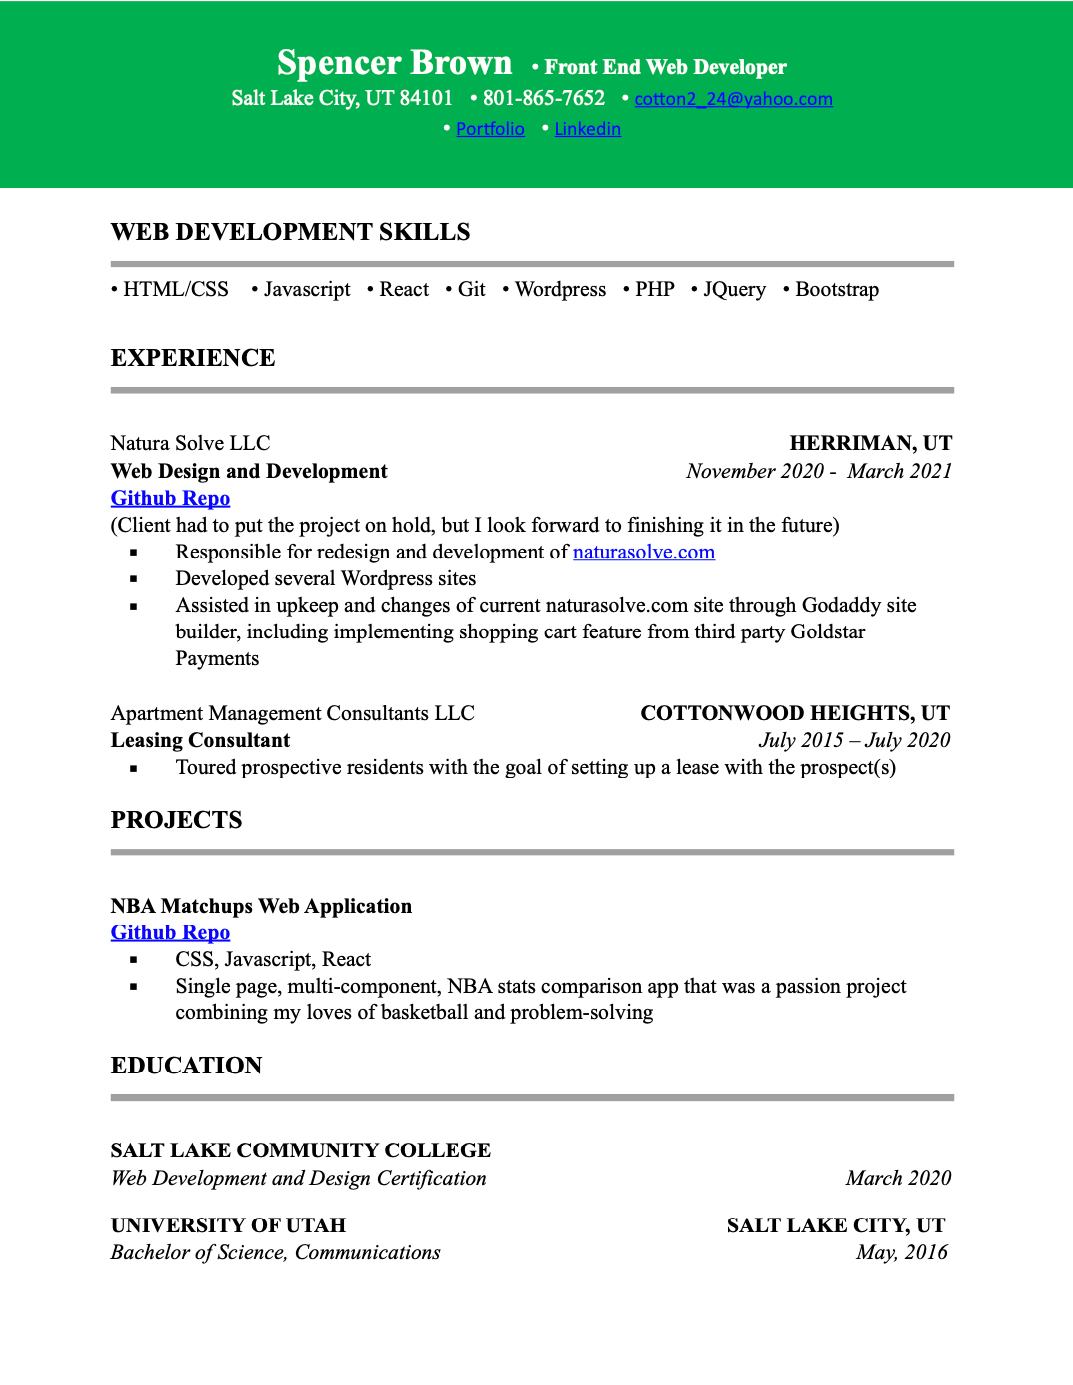 Spencer Brown • Front End Web Developer
Salt Lake City, UT 84101 • 801-865-7652 • cotton2_24@yahoo.com
• Portfolio • Linkedin
WEB DEVELOPMENT SKILLS
• HTML/CSS • Javascript • React • Git • Wordpress • PHP • JQuery • Bootstrap
EXPERIENCE
Natura Solve LLC HERRIMAN, UT
Web Design and Development November 2020 - March 2021
Github Repo
(Client had to put the project on hold, but I look forward to finishing it in the future)
▪ Responsible for redesign and development of naturasolve.com
▪ Developed several Wordpress sites
▪ Assisted in upkeep and changes of current naturasolve.com site through Godaddy site
builder, including implementing shopping cart feature from third party Goldstar
Payments
Apartment Management Consultants LLC COTTONWOOD HEIGHTS, UT
Leasing Consultant July 2015 – July 2020
▪ Toured prospective residents with the goal of setting up a lease with the prospect(s)
PROJECTS
NBA Matchups Web Application
Github Repo
▪ CSS, Javascript, React
▪ Single page, multi-component, NBA stats comparison app that was a passion project
combining my loves of basketball and problem-solving
EDUCATION
SALT LAKE COMMUNITY COLLEGE
Web Development and Design Certification March 2020
UNIVERSITY OF UTAH SALT LAKE CITY, UT
Bachelor of Science, Communications May, 2016